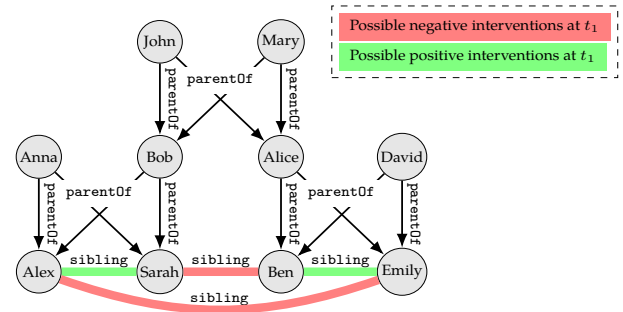 Possible negative interventions at t1
Possible positive interventions at t1
John
Mary
parentOf
parentOf
parentOf
Anna
Bob
Alice
David
parentOf
parentOf
parentOf
parentOf
parentOf
parentOf
Alex
sibling
Sarah
sibling
Ben
sibling
Emily
sibling